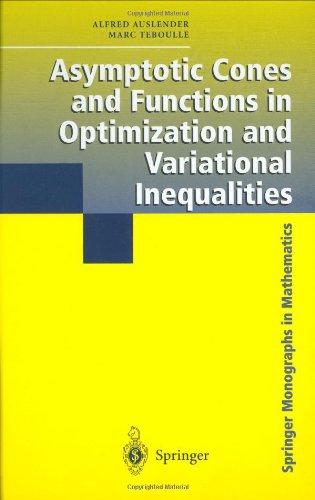 ALFRED AUSLENDER
MARC TEBOULLE
Asymptotic Cones
and Functions in
Optimization and
Variational
Inequalities
Springer Monographs in Mathematics
Springer